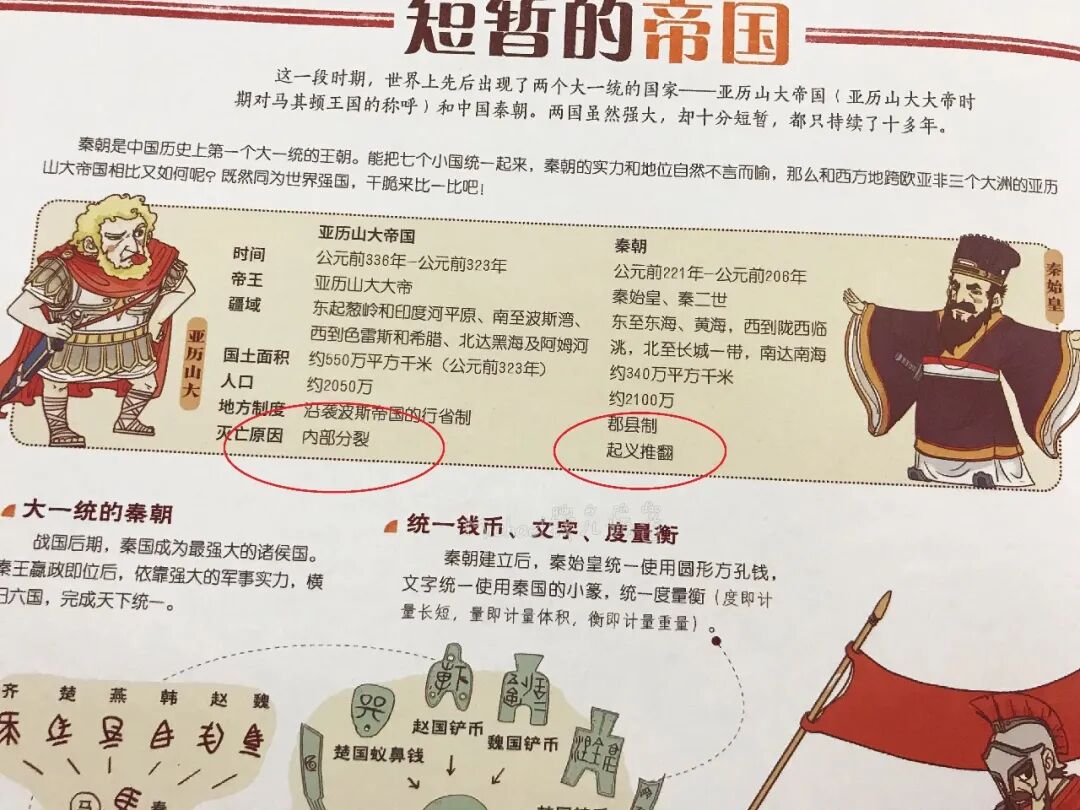 短暂的帝国
这一段时期，世界上先后出现了两个大一统的国家——亚历山大帝国（亚历山大大帝时
期对马其顿王国的称呼）和中国秦朝。两国虽然强大，却十分短暂，都只持续了十多年。
秦朝是中国历史上第一个大一统的王朝。能把七个小国统一起来，秦朝的实力和地位自然不言而喻，那么和西方地跨欧亚非三个大洲的亚历
山大帝国相比又如何呢？既然同为世界强国，干脆来比一比吧！
亚历山大帝国 秦朝
时间 公元前336年—公元前323年 公元前221年—公元前206年
帝王 亚历山大大帝 秦始皇、秦二世
疆域 东起葱岭和印度河平原、南至波斯湾、 东至东海、黄海，西到陇西临
西到色雷斯和希腊、北达黑海及阿姆河 洮，北至长城一带，南达南海
国土面积 约550万平方千米（公元前323年） 约340万平方千米
人口 约2050万 约2100万
地方制度 沿袭波斯帝国的行省制 郡县制
灭亡原因 内部分裂 起义推翻
亚历山大
秦始皇
大一统的秦朝
战国后期，秦国成为最强大的诸侯国。
秦王嬴政即位后，依靠强大的军事实力，横
扫六国，完成天下统一。
统一钱币、文字、度量衡
秦朝建立后，秦始皇统一使用圆形方孔钱，
文字统一使用秦国的小篆，统一度量衡（度即计
量长短，量即计量体积，衡即计量重量）。
齐 楚 燕 韩 赵 魏
马 秦
楚国蚁鼻钱
赵国铲币
魏国铲币